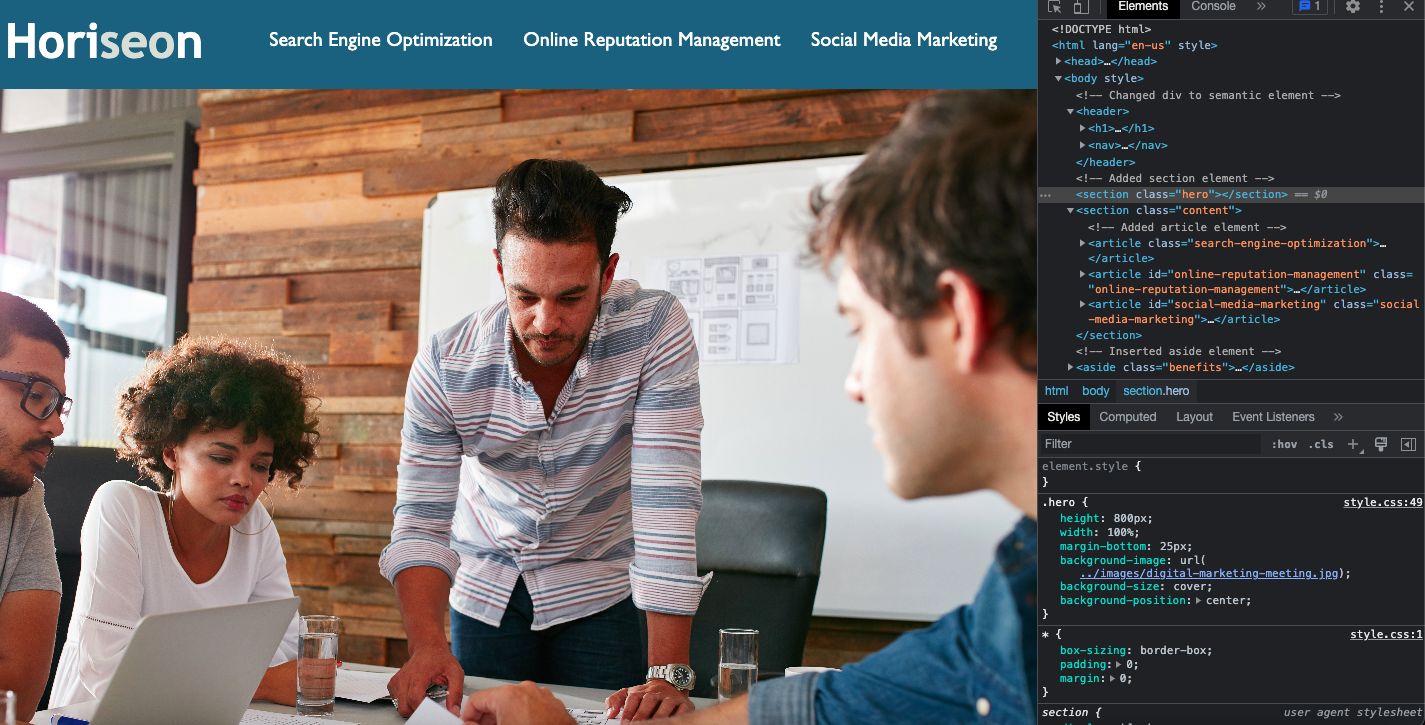 Horiseon
Search Engine Optimization
Online Reputation Management
Social Media Marketing
Elements
Console
»
1
<!DOCTYPE html>
<html lang="en-us" style>
<head>…</head>
<body style>
<!-- Changed div to semantic element -->
<header>
<h1>…</h1>
<nav>…</nav>
</header>
<!-- Added section element -->
<section class="hero"></section> == $0
<section class="content">
<!-- Added article element -->
<article class="search-engine-optimization">…
</article>
<article id="online-reputation-management" class=
"online-reputation-management">…</article>
<article id="social-media-marketing" class="social
-media-marketing">…</article>
</section>
<!-- Inserted aside element -->
<aside class="benefits">…</aside>
html body section.hero
Styles Computed Layout Event Listeners »
Filter :hov .cls +
element.style {
}
.hero { style.css:49
height: 800px;
width: 100%;
margin-bottom: 25px;
background-image: url(
../images/digital-marketing-meeting.jpg);
background-size: cover;
background-position: center;
}
* { style.css:1
box-sizing: border-box;
padding: 0;
margin: 0;
}
section { user agent stylesheet